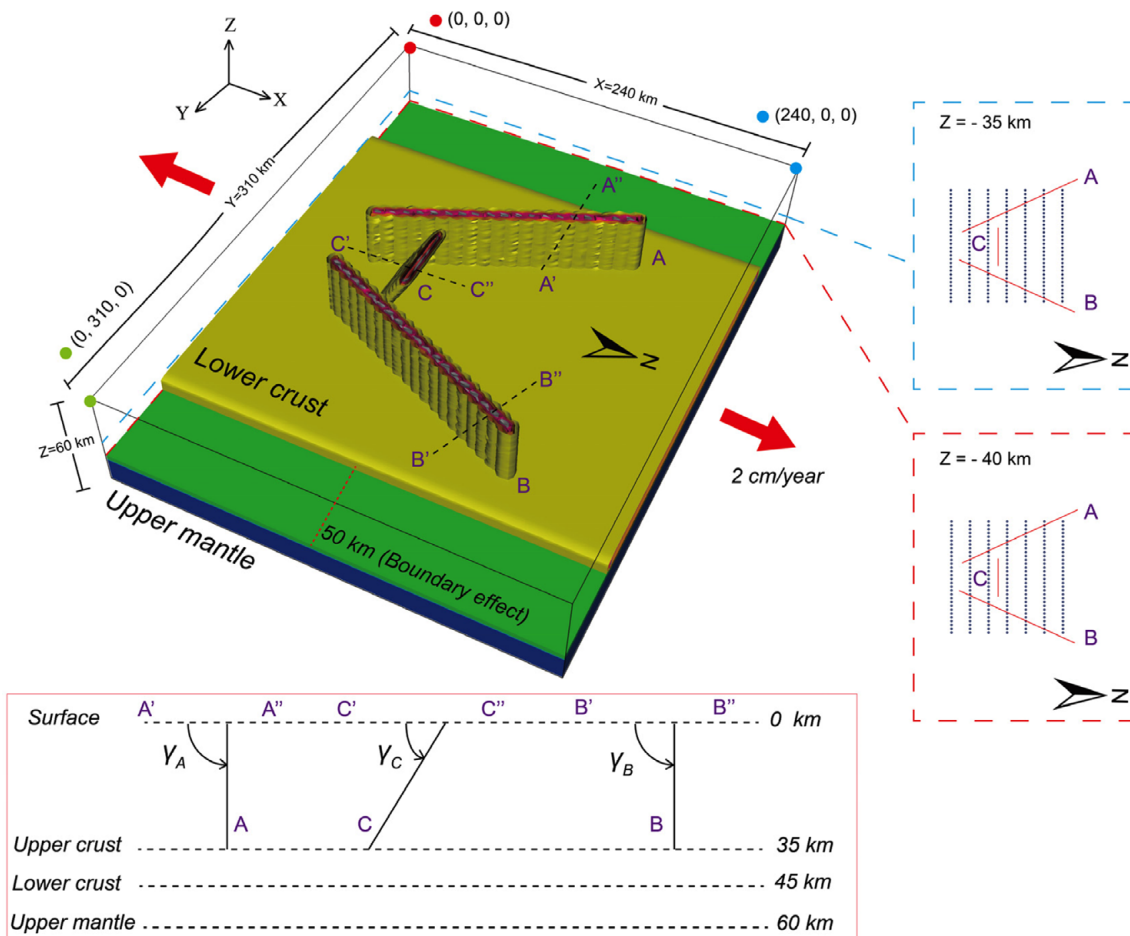 (0, 0, 0)
Z
Y
X
X=240 km
(240, 0, 0)
Y=310 km
A''
C'
A
C
C''
A'
N
(0, 310, 0)
Lower crust
B''
Z=60 km
B'
B
2 cm/year
Upper mantle
50 km (Boundary effect)
Z = - 35 km
A
C
B
N
Z = - 40 km
A
C
B
N
Surface A' A'' C' C'' B' B'' 0 km
γA γC γB
A C B
Upper crust 35 km
Lower crust 45 km
Upper mantle 60 km